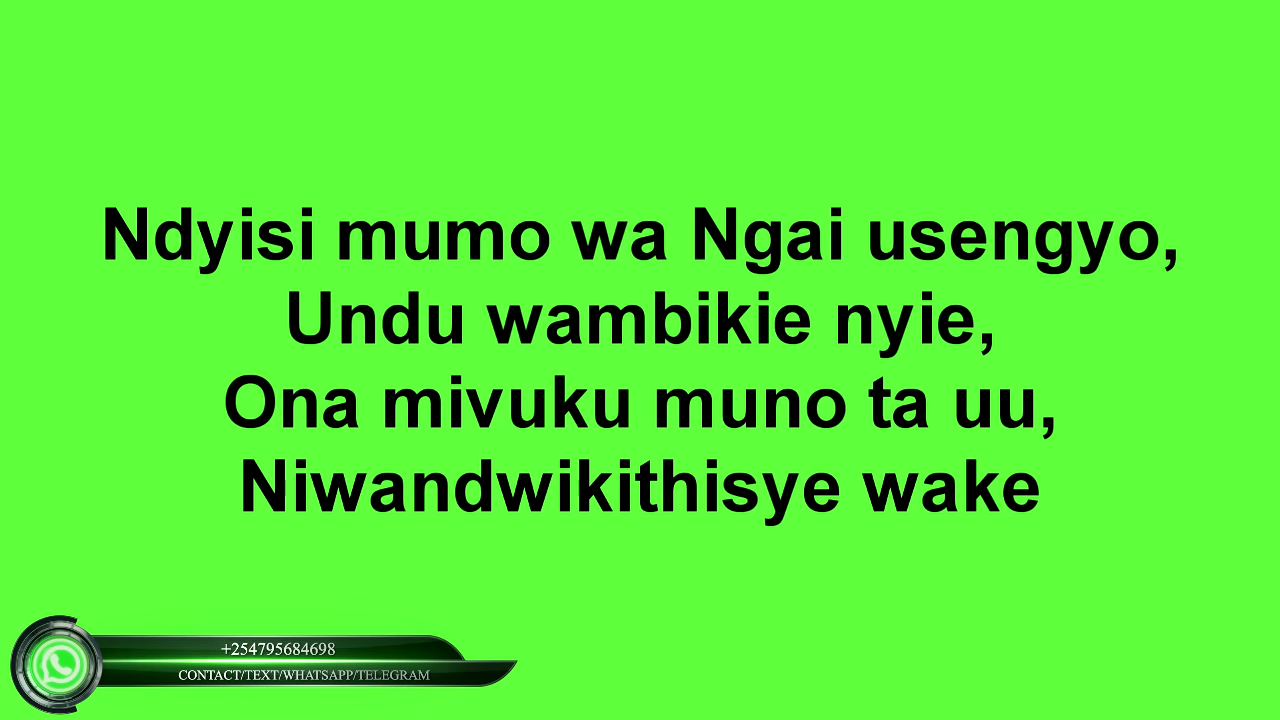 Ndyisi mumo wa Ngai usengyo,
Undu wambikie nyie,
Ona mivuku muno ta uu,
Niwandwikithisye wake
+254795684698
CONTACT/TEXT/WHATSAPP/TELEGRAM